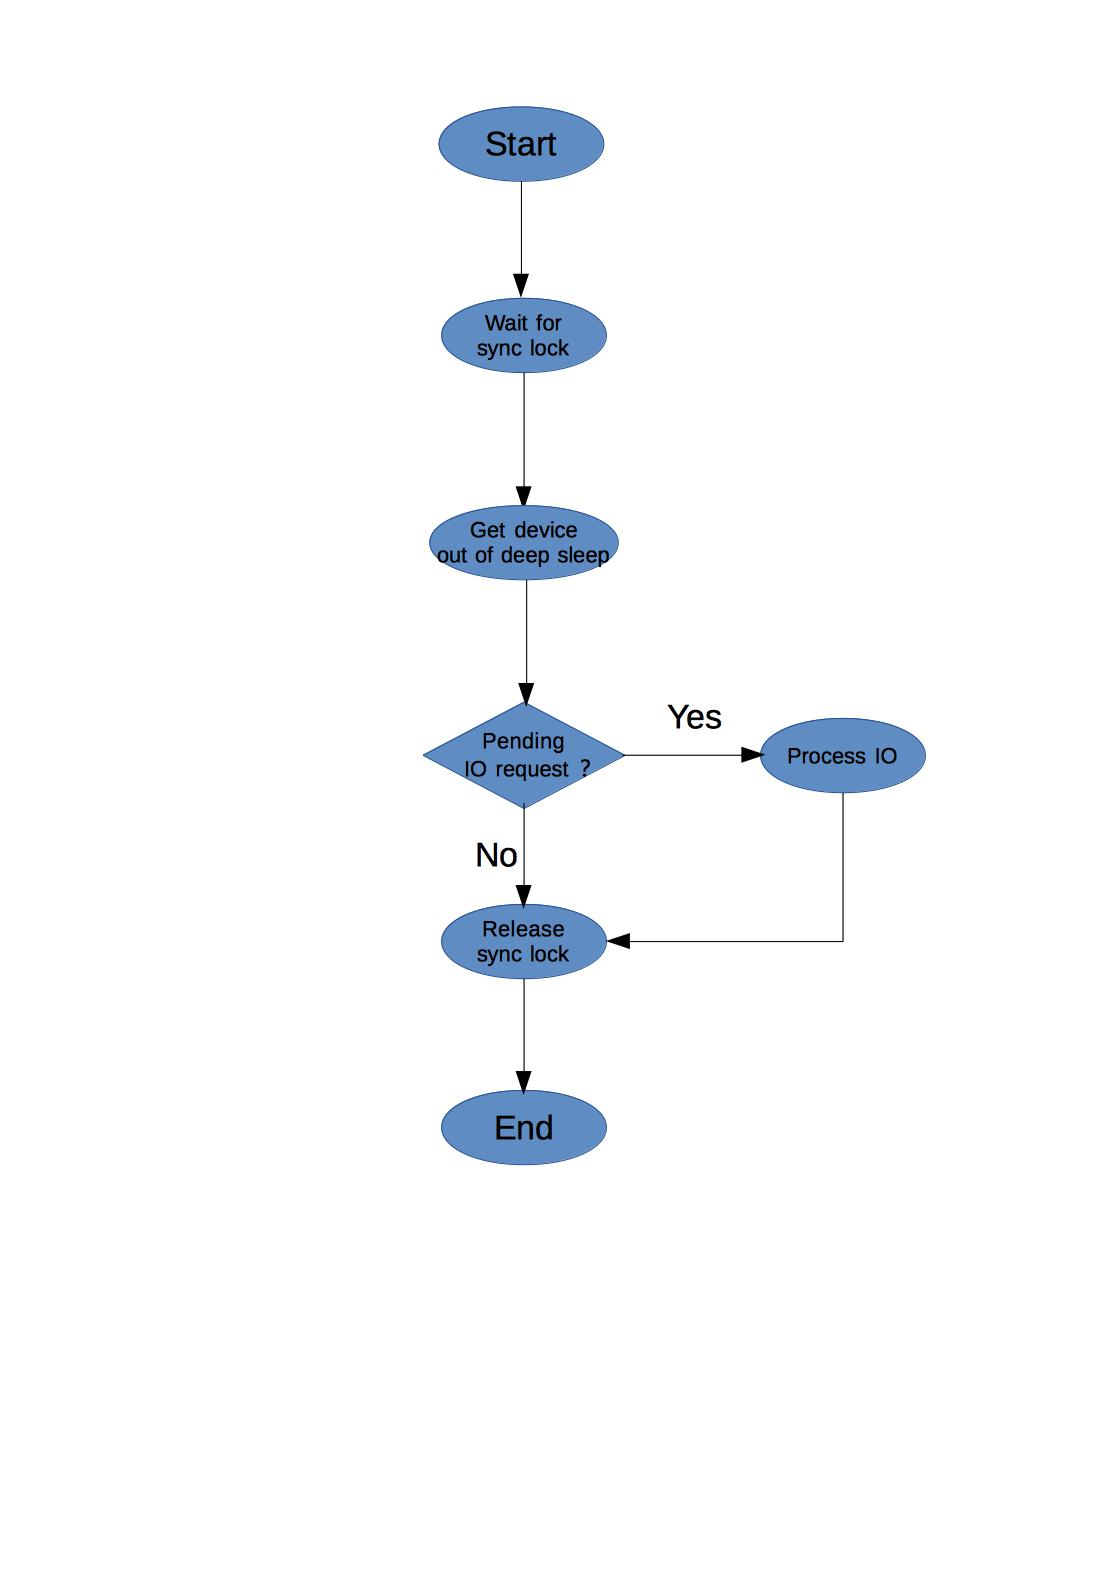 Start
Wait for
sync lock
Get device
out of deep sleep
Pending
IO request ?
Yes
Process IO
No
Release
sync lock
End